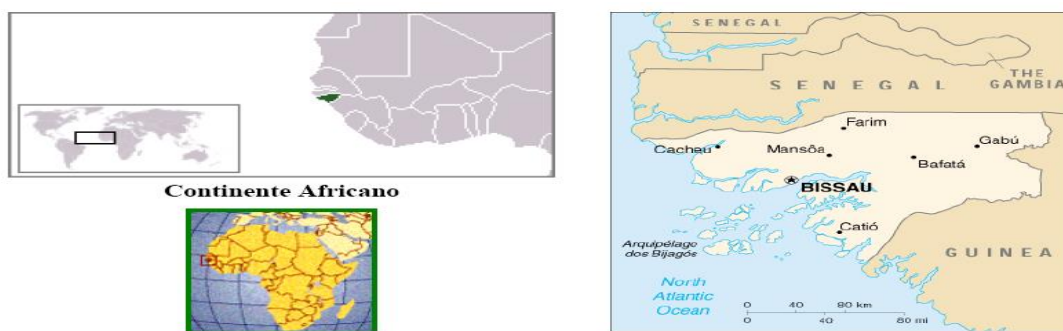 Continente Africano
SENEGAL
SENEGAL
THE
GAMBIA
Farim
Cacheu
Mansôa
Gabú
Bafatá
BISSAU
Catió
Arquipélago
dos Bijagós
GUINEA
North
Atlantic
Ocean
0 40 80 km
0 40 80 mi